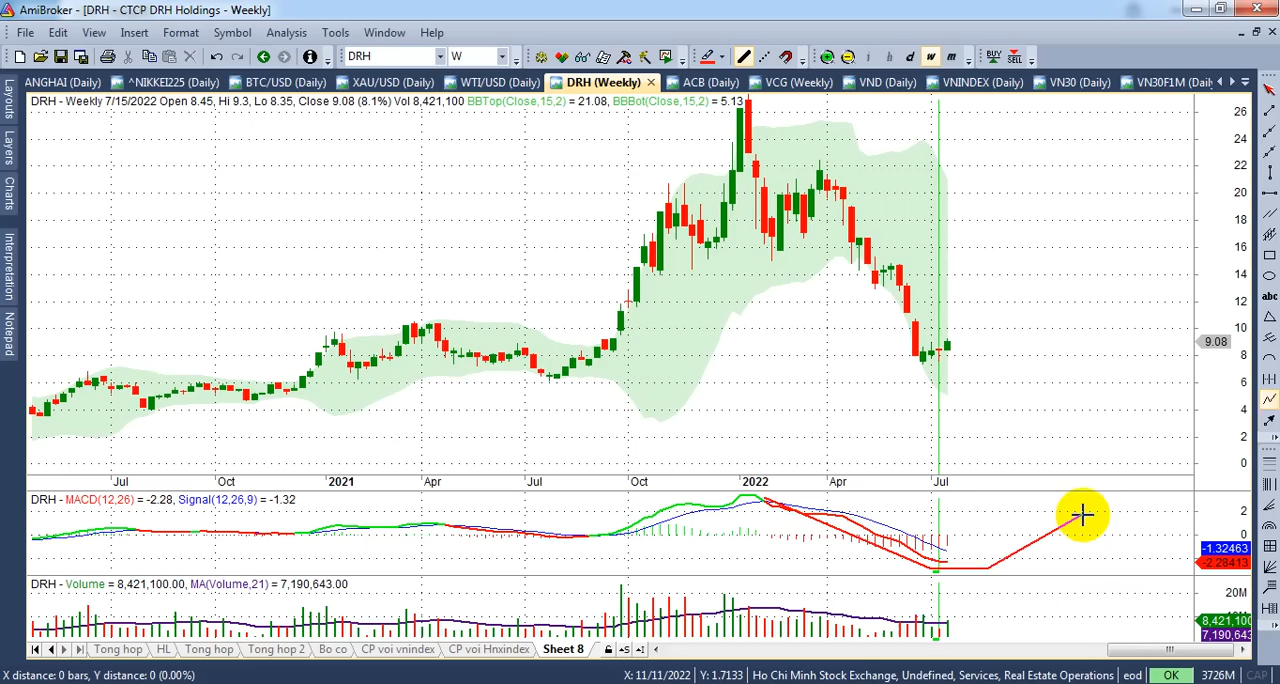 AmiBroker - [DRH - CTCP DRH Holdings - Weekly]
File Edit View Insert Format Symbol Analysis Tools Window Help
DRH W h d w m BUY SELL
ANGHAI (Daily) ^NIKKEI225 (Daily) BTC/USD (Daily) XAU/USD (Daily) WTI/USD (Daily) DRH (Weekly) ACB (Daily) VCG (Weekly) VND (Daily) VNINDEX (Daily) VN30 (Daily) VN30F1M (Dail
Layouts
Layers
Charts
Interpretation
Notepad
abc
DRH - Weekly 7/15/2022 Open 8.45, Hi 9.3, Lo 8.35, Close 9.08 (8.1%) Vol 8,421,100 BBTop(Close,15,2) = 21.08, BBBot(Close,15,2) = 5.13
26
24
22
20
18
16
14
12
10
9.08
8
6
4
2
0
Jul Oct 2021 Apr Jul Oct 2022 Apr Jul
DRH - MACD(12,26) = -2.28, Signal(12,26,9) = -1.32
2
0
-1.32463
-2.28413
DRH - Volume = 8,421,100.00, MA(Volume,21) = 7,190,643.00
20M
8,421,100
7,190,643
Tong hop HL Tong hop Tong hop 2 Bo co CP voi vnindex CP voi Hnxindex Sheet 8
X distance: 0 bars, Y distance: 0 (0.00%) X: 11/11/2022 Y: 1.7133 Ho Chi Minh Stock Exchange, Undefined, Services, Real Estate Operations eod OK 3726M CAP